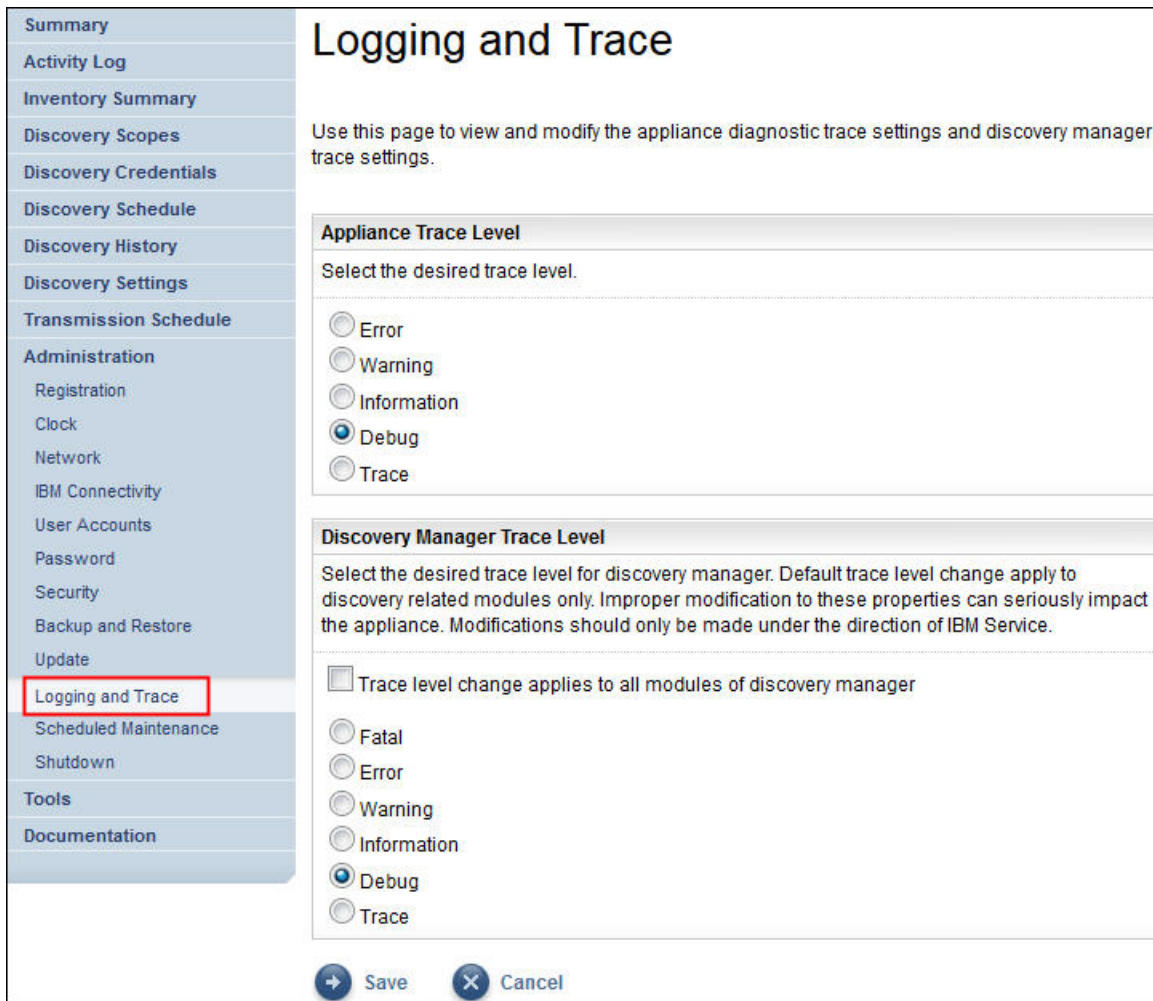 Summary
Activity Log
Inventory Summary
Discovery Scopes
Discovery Credentials
Discovery Schedule
Discovery History
Discovery Settings
Transmission Schedule
Administration
Registration
Clock
Network
IBM Connectivity
User Accounts
Password
Security
Backup and Restore
Update
Logging and Trace
Scheduled Maintenance
Shutdown
Tools
Documentation
Logging and Trace
Use this page to view and modify the appliance diagnostic trace settings and discovery manager
trace settings.
Appliance Trace Level
Select the desired trace level.
Error
Warning
Information
Debug
Trace
Discovery Manager Trace Level
Select the desired trace level for discovery manager. Default trace level change apply to
discovery related modules only. Improper modification to these properties can seriously impact
the appliance. Modifications should only be made under the direction of IBM Service.
Trace level change applies to all modules of discovery manager
Fatal
Error
Warning
Information
Debug
Trace
Save Cancel